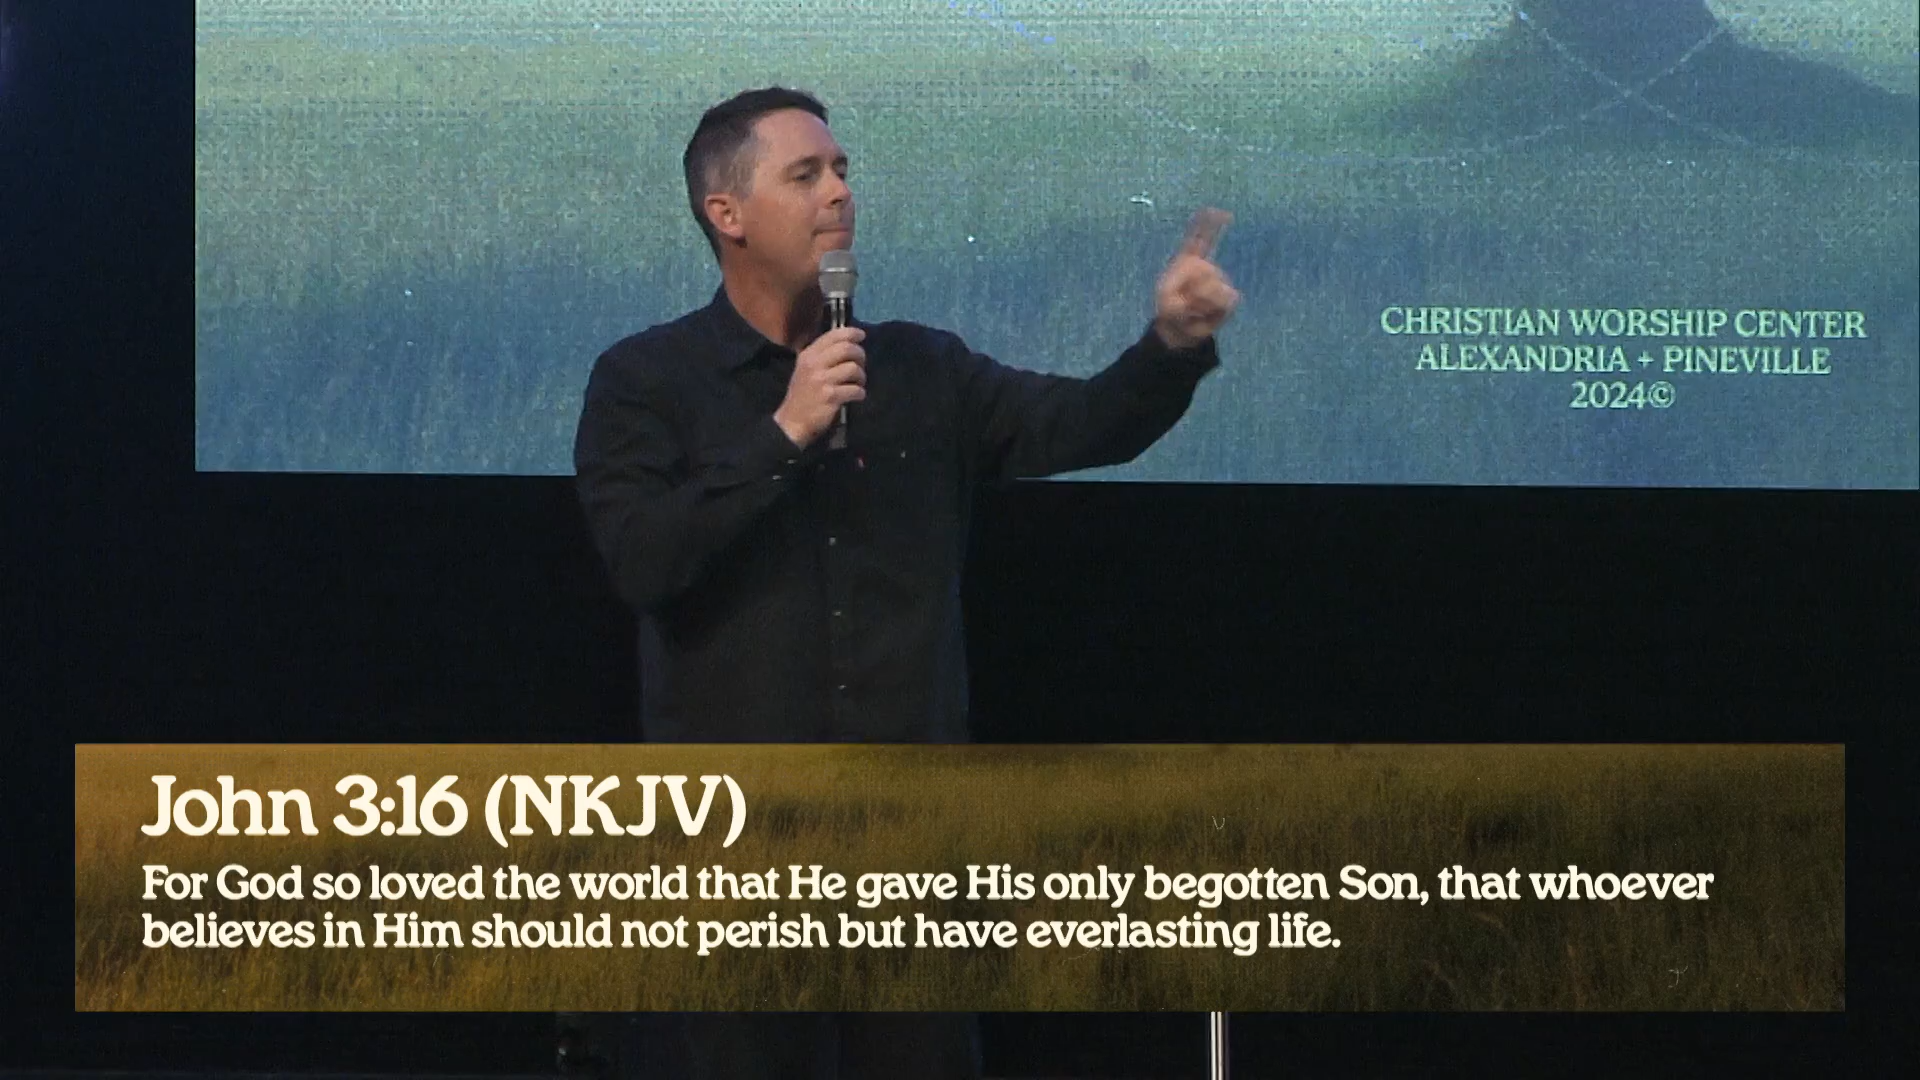 CHRISTIAN WORSHIP CENTER
ALEXANDRIA + PINEVILLE
2024©
John 3:16 (NKJV)
For God so loved the world that He gave His only begotten Son, that whoever
believes in Him should not perish but have everlasting life.